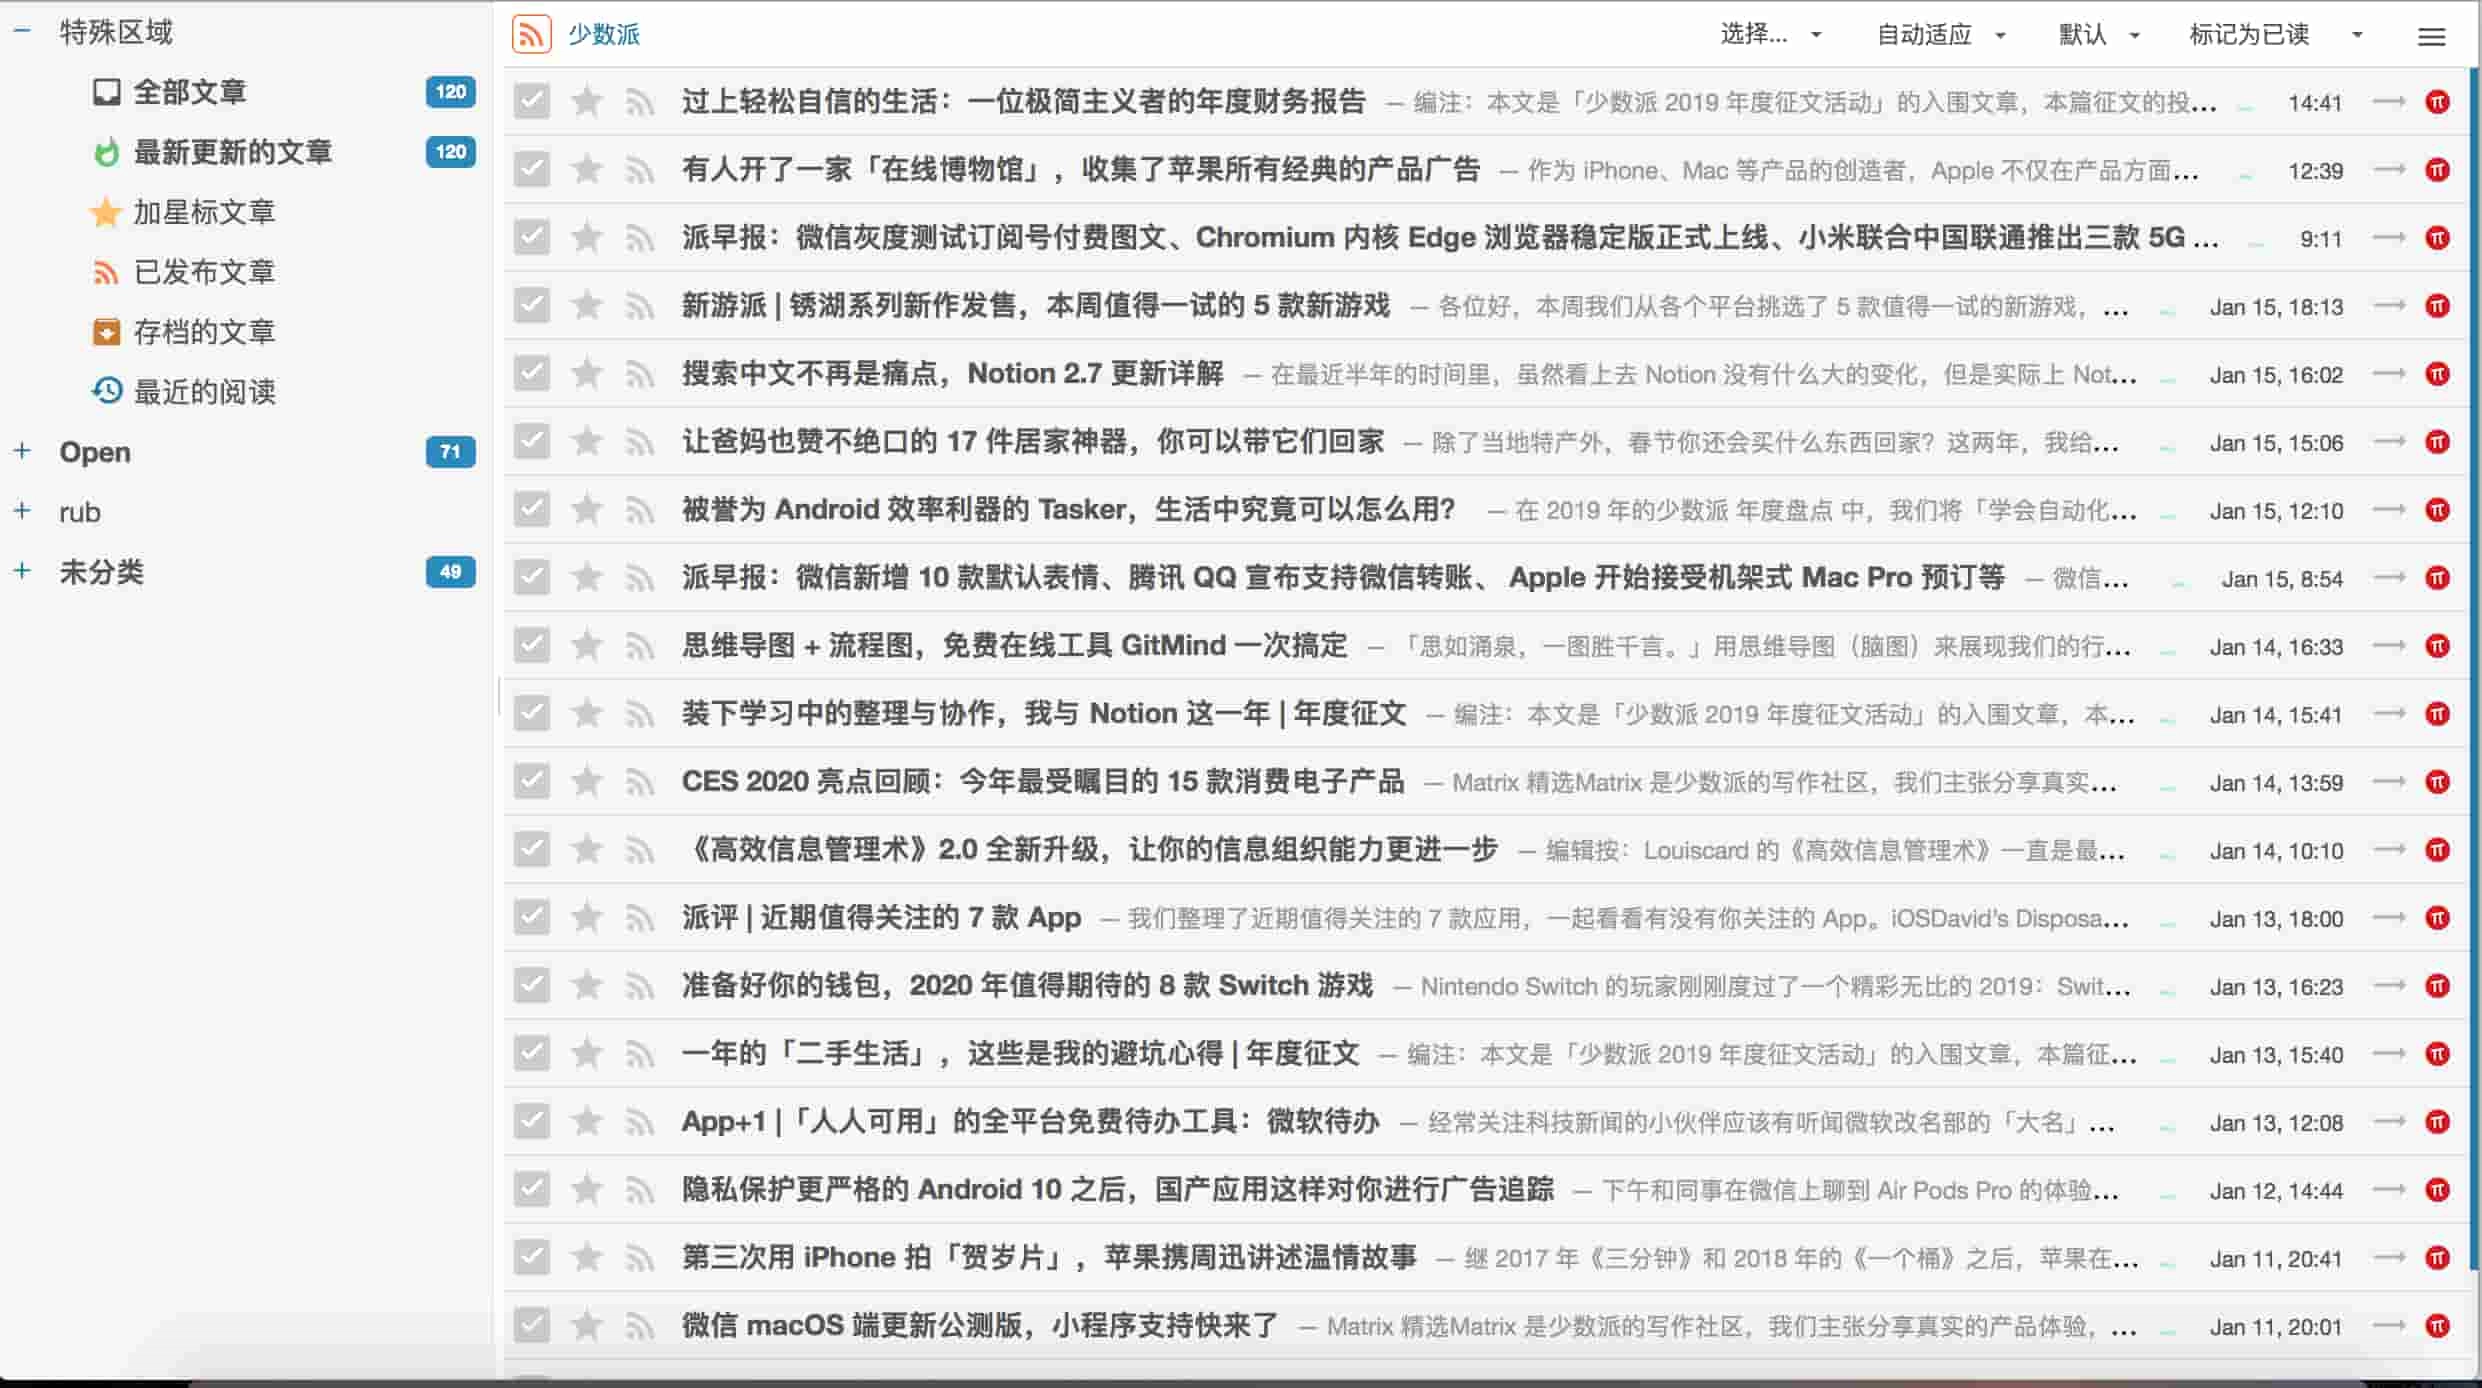 特殊区域
全部文章 120
最新更新的文章 120
加星标文章
已发布文章
存档的文章
最近的阅读
Open 71
rub
未分类 49
少数派 选择... 自动适应 默认 标记为已读
过上轻松自信的生活：一位极简主义者的年度财务报告 — 编注：本文是「少数派 2019 年度征文活动」的入围文章，本篇征文的投... 14:41
有人开了一家「在线博物馆」，收集了苹果所有经典的产品广告 — 作为 iPhone、Mac 等产品的创造者，Apple 不仅在产品方面... 12:39
派早报：微信灰度测试订阅号付费图文、Chromium 内核 Edge 浏览器稳定版正式上线、小米联合中国联通推出三款 5G ... 9:11
新游派 | 锈湖系列新作发售，本周值得一试的 5 款新游戏 — 各位好，本周我们从各个平台挑选了 5 款值得一试的新游戏，... Jan 15, 18:13
搜索中文不再是痛点，Notion 2.7 更新详解 — 在最近半年的时间里，虽然看上去 Notion 没有什么大的变化，但是实际上 Not... Jan 15, 16:02
让爸妈也赞不绝口的 17 件居家神器，你可以带它们回家 — 除了当地特产外，春节你还会买什么东西回家？这两年，我给... Jan 15, 15:06
被誉为 Android 效率利器的 Tasker，生活中究竟可以怎么用？ — 在 2019 年的少数派 年度盘点 中，我们将「学会自动化... Jan 15, 12:10
派早报：微信新增 10 款默认表情、腾讯 QQ 宣布支持微信转账、 Apple 开始接受机架式 Mac Pro 预订等 — 微信... Jan 15, 8:54
思维导图 + 流程图，免费在线工具 GitMind 一次搞定 — 「思如涌泉，一图胜千言。」用思维导图（脑图）来展现我们的行... Jan 14, 16:33
装下学习中的整理与协作，我与 Notion 这一年 | 年度征文 — 编注：本文是「少数派 2019 年度征文活动」的入围文章，本... Jan 14, 15:41
CES 2020 亮点回顾：今年最受瞩目的 15 款消费电子产品 — Matrix 精选Matrix 是少数派的写作社区，我们主张分享真实... Jan 14, 13:59
《高效信息管理术》2.0 全新升级，让你的信息组织能力更进一步 — 编辑按：Louiscard 的《高效信息管理术》一直是最... Jan 14, 10:10
派评 | 近期值得关注的 7 款 App — 我们整理了近期值得关注的 7 款应用，一起看看有没有你关注的 App。iOSDavid's Disposa... Jan 13, 18:00
准备好你的钱包，2020 年值得期待的 8 款 Switch 游戏 — Nintendo Switch 的玩家刚刚度过了一个精彩无比的 2019：Swit... Jan 13, 16:23
一年的「二手生活」，这些是我的避坑心得 | 年度征文 — 编注：本文是「少数派 2019 年度征文活动」的入围文章，本篇征... Jan 13, 15:40
App+1 |「人人可用」的全平台免费待办工具：微软待办 — 经常关注科技新闻的小伙伴应该有听闻微软改名部的「大名」... Jan 13, 12:08
隐私保护更严格的 Android 10 之后，国产应用这样对你进行广告追踪 — 下午和同事在微信上聊到 Air Pods Pro 的体验... Jan 12, 14:44
第三次用 iPhone 拍「贺岁片」，苹果携周迅讲述温情故事 — 继 2017 年《三分钟》和 2018 年的《一个桶》之后，苹果在... Jan 11, 20:41
微信 macOS 端更新公测版，小程序支持快来了 — Matrix 精选Matrix 是少数派的写作社区，我们主张分享真实的产品体验，... Jan 11, 20:01